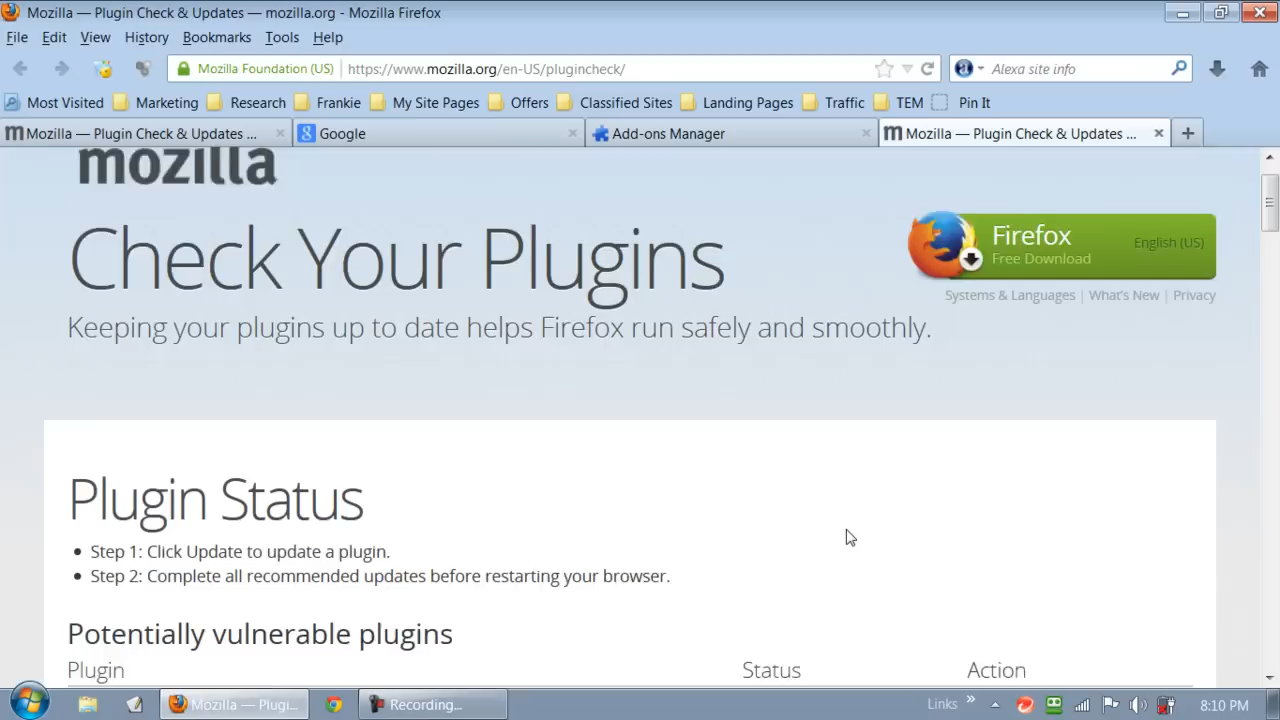 Mozilla — Plugin Check & Updates — mozilla.org - Mozilla Firefox
File Edit View History Bookmarks Tools Help
Mozilla Foundation (US) https://www.mozilla.org/en-US/plugincheck/ Alexa site info
Most Visited Marketing Research Frankie My Site Pages Offers Classified Sites Landing Pages Traffic TEM Pin It
Mozilla — Plugin Check & Updates ... Google Add-ons Manager Mozilla — Plugin Check & Updates ...
mozilla
Check Your Plugins
Firefox English (US)
Free Download
Systems & Languages | What's New | Privacy
Keeping your plugins up to date helps Firefox run safely and smoothly.
Plugin Status
Step 1: Click Update to update a plugin.
Step 2: Complete all recommended updates before restarting your browser.
Potentially vulnerable plugins
Plugin Status Action
Mozilla — Plugi... Recording... Links » 8:10 PM